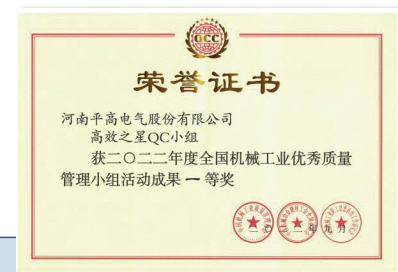 QCC
荣誉证书
河南平高电气股份有限公司
高效之星QC小组
获二〇二二年度全国机械工业优秀质量
管理小组活动成果一等奖